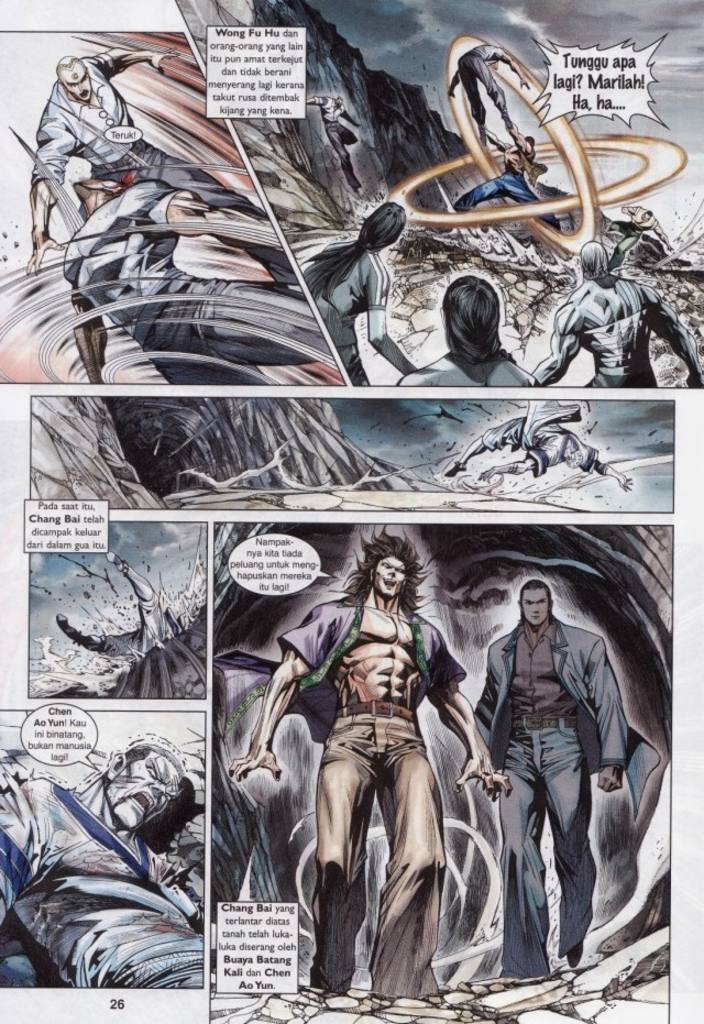 Teruk!
Wong Fu Hu dan
orang-orang yang lain
itu pun amat terkejut
dan tidak berani
menyerang lagi kerana
takut rusa ditembak
kijang yang kena.
Tunggu apa
lagi? Marilah!
Ha, ha....
Pada saat itu,
Chang Bai telah
dicampak keluar
dari dalam gua itu.
Chen
Ao Yun! Kau
ini binatang,
bukan manusia
lagi!
Nampak-
nya kita tiada
peluang untuk meng-
hapuskan mereka
itu lagi!
Chang Bai yang
terlantar diatas
tanah telah luka-
luka diserang oleh
Buaya Batang
Kali dan Chen
Ao Yun.
26